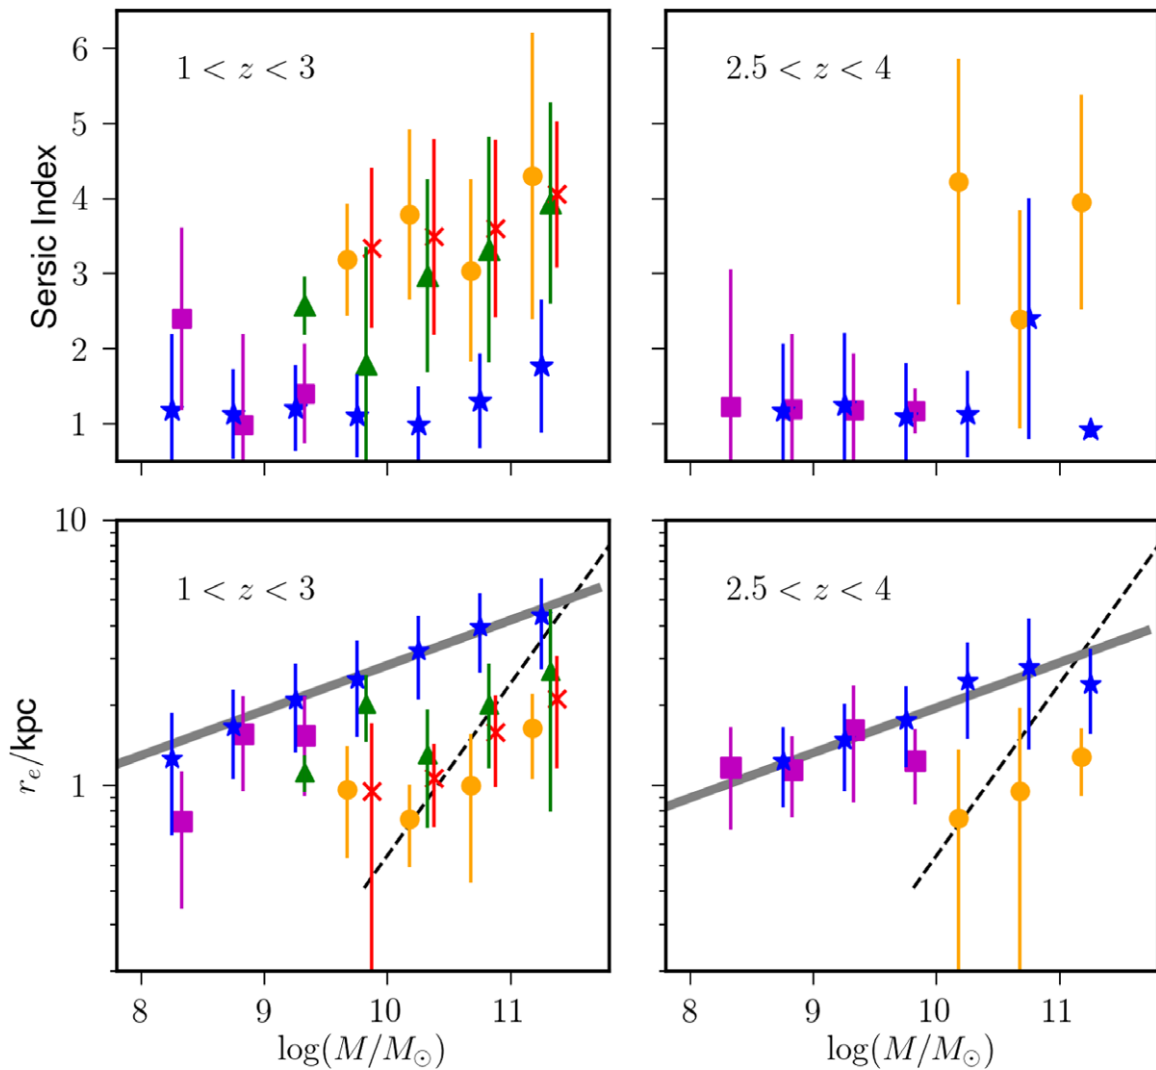 6
5
4
3
2
1
Sersic Index
1 < z < 3
2.5 < z < 4
10
1
r_e/kpc
1 < z < 3
2.5 < z < 4
8 9 10 11
8 9 10 11
log(M/M_⊙)
log(M/M_⊙)